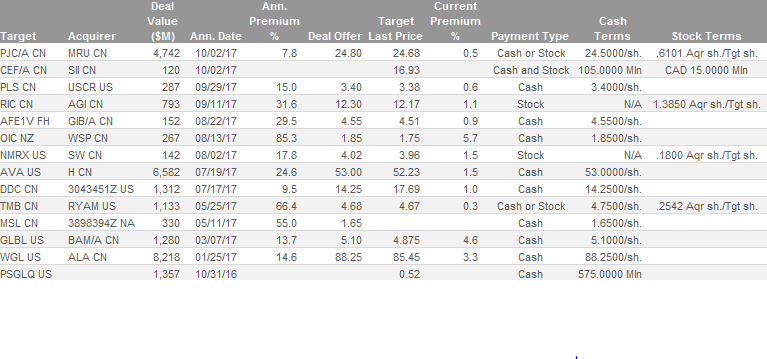 Deal Ann. Current
Value Premium Target Premium Cash
Target Acquirer ($M) Ann. Date % Deal Offer Last Price % Payment Type Terms Stock Terms
PJC/A CN MRU CN 4,742 10/02/17 7.8 24.80 24.68 0.5 Cash or Stock 24.5000/sh. .6101 Aqr sh./Tgt sh.
CEF/A CN SII CN 120 10/02/17 16.93 Cash and Stock 105.0000 Mln CAD 15.0000 Mln
PLS CN USCR US 287 09/29/17 15.0 3.40 3.38 0.6 Cash 3.4000/sh.
RIC CN AGI CN 793 09/11/17 31.6 12.30 12.17 1.1 Stock N/A 1.3850 Aqr sh./Tgt sh.
AFE1V FH GIB/A CN 152 08/22/17 29.5 4.55 4.51 0.9 Cash 4.5500/sh.
OIC NZ WSP CN 267 08/13/17 85.3 1.85 1.75 5.7 Cash 1.8500/sh.
NMRX US SW CN 142 08/02/17 17.8 4.02 3.96 1.5 Stock N/A .1800 Aqr sh./Tgt sh.
AVA US H CN 6,582 07/19/17 24.6 53.00 52.23 1.5 Cash 53.0000/sh.
DDC CN 3043451Z US 1,312 07/17/17 9.5 14.25 17.69 1.0 Cash 14.2500/sh.
TMB CN RYAM US 1,133 05/25/17 66.4 4.68 4.67 0.3 Cash or Stock 4.7500/sh. .2542 Aqr sh./Tgt sh.
MSL CN 3898394Z NA 330 05/11/17 55.0 1.65 Cash 1.6500/sh.
GLBL US BAM/A CN 1,280 03/07/17 13.7 5.10 4.875 4.6 Cash 5.1000/sh.
WGL US ALA CN 8,218 01/25/17 14.6 88.25 85.45 3.3 Cash 88.2500/sh.
PSGLQ US 1,357 10/31/16 0.52 Cash 575.0000 Mln